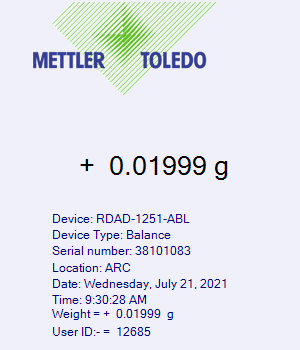 METTLER TOLEDO
+ 0.01999 g
Device: RDAD-1251-ABL
Device Type: Balance
Serial number: 38101083
Location: ARC
Date: Wednesday, July 21, 2021
Time: 9:30:28 AM
Weight = + 0.01999 g
User ID:- = 12685